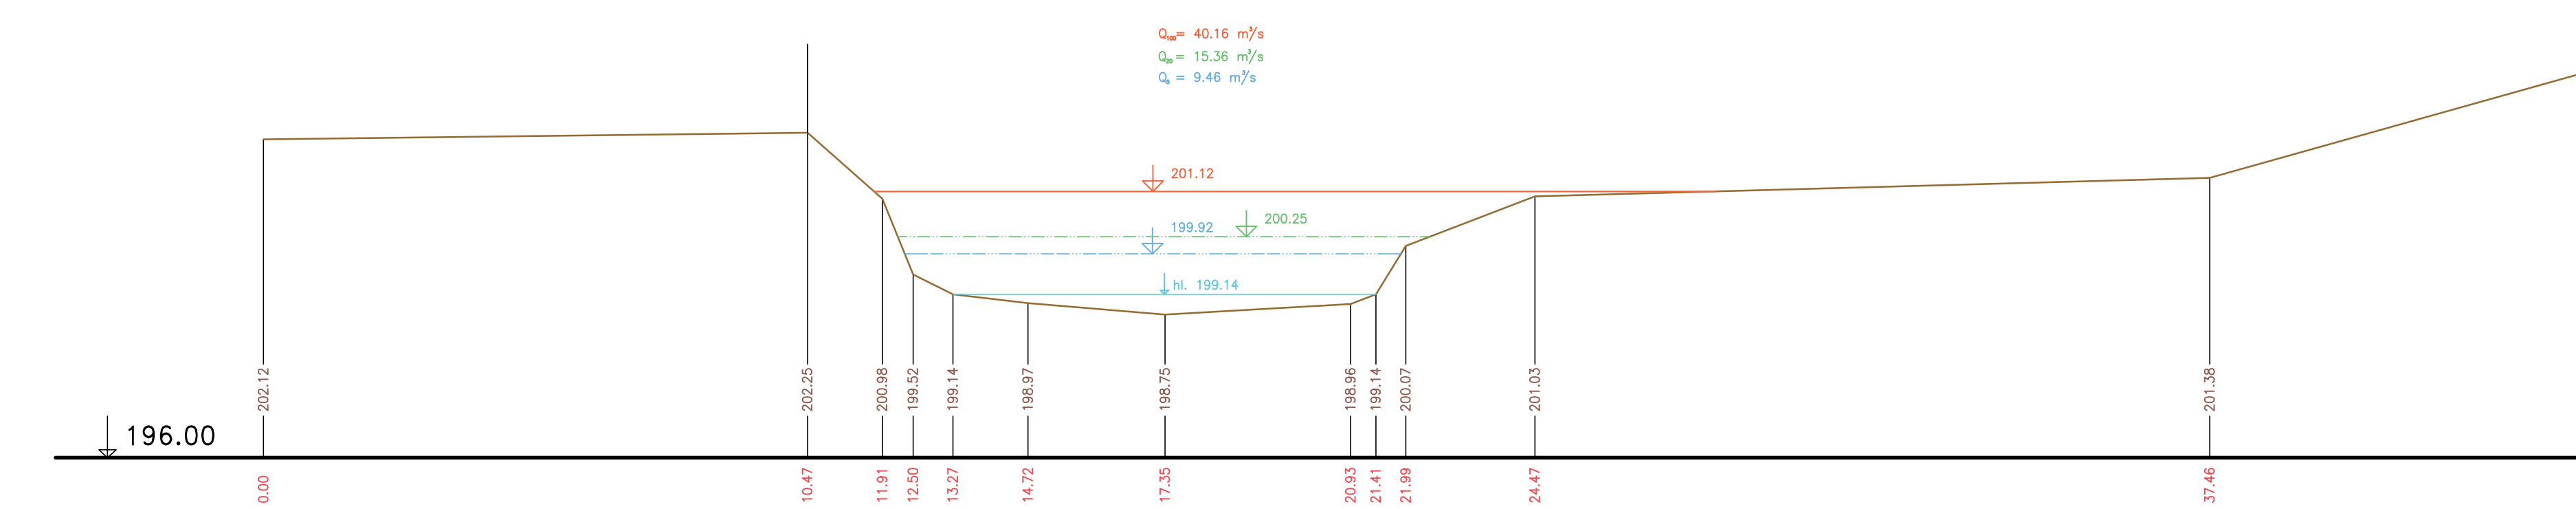 Q₁₀₀= 40.16 m³/s
Q₂₀ = 15.36 m³/s
Q₅ = 9.46 m³/s
201.12
200.25
199.92
hl. 199.14
202.12 202.25 200.98 199.52 199.14 198.97 198.75 198.96 199.14 200.07 201.03 201.38
196.00
0.00 10.47 11.91 12.50 13.27 14.72 17.35 20.93 21.41 21.99 24.47 37.46